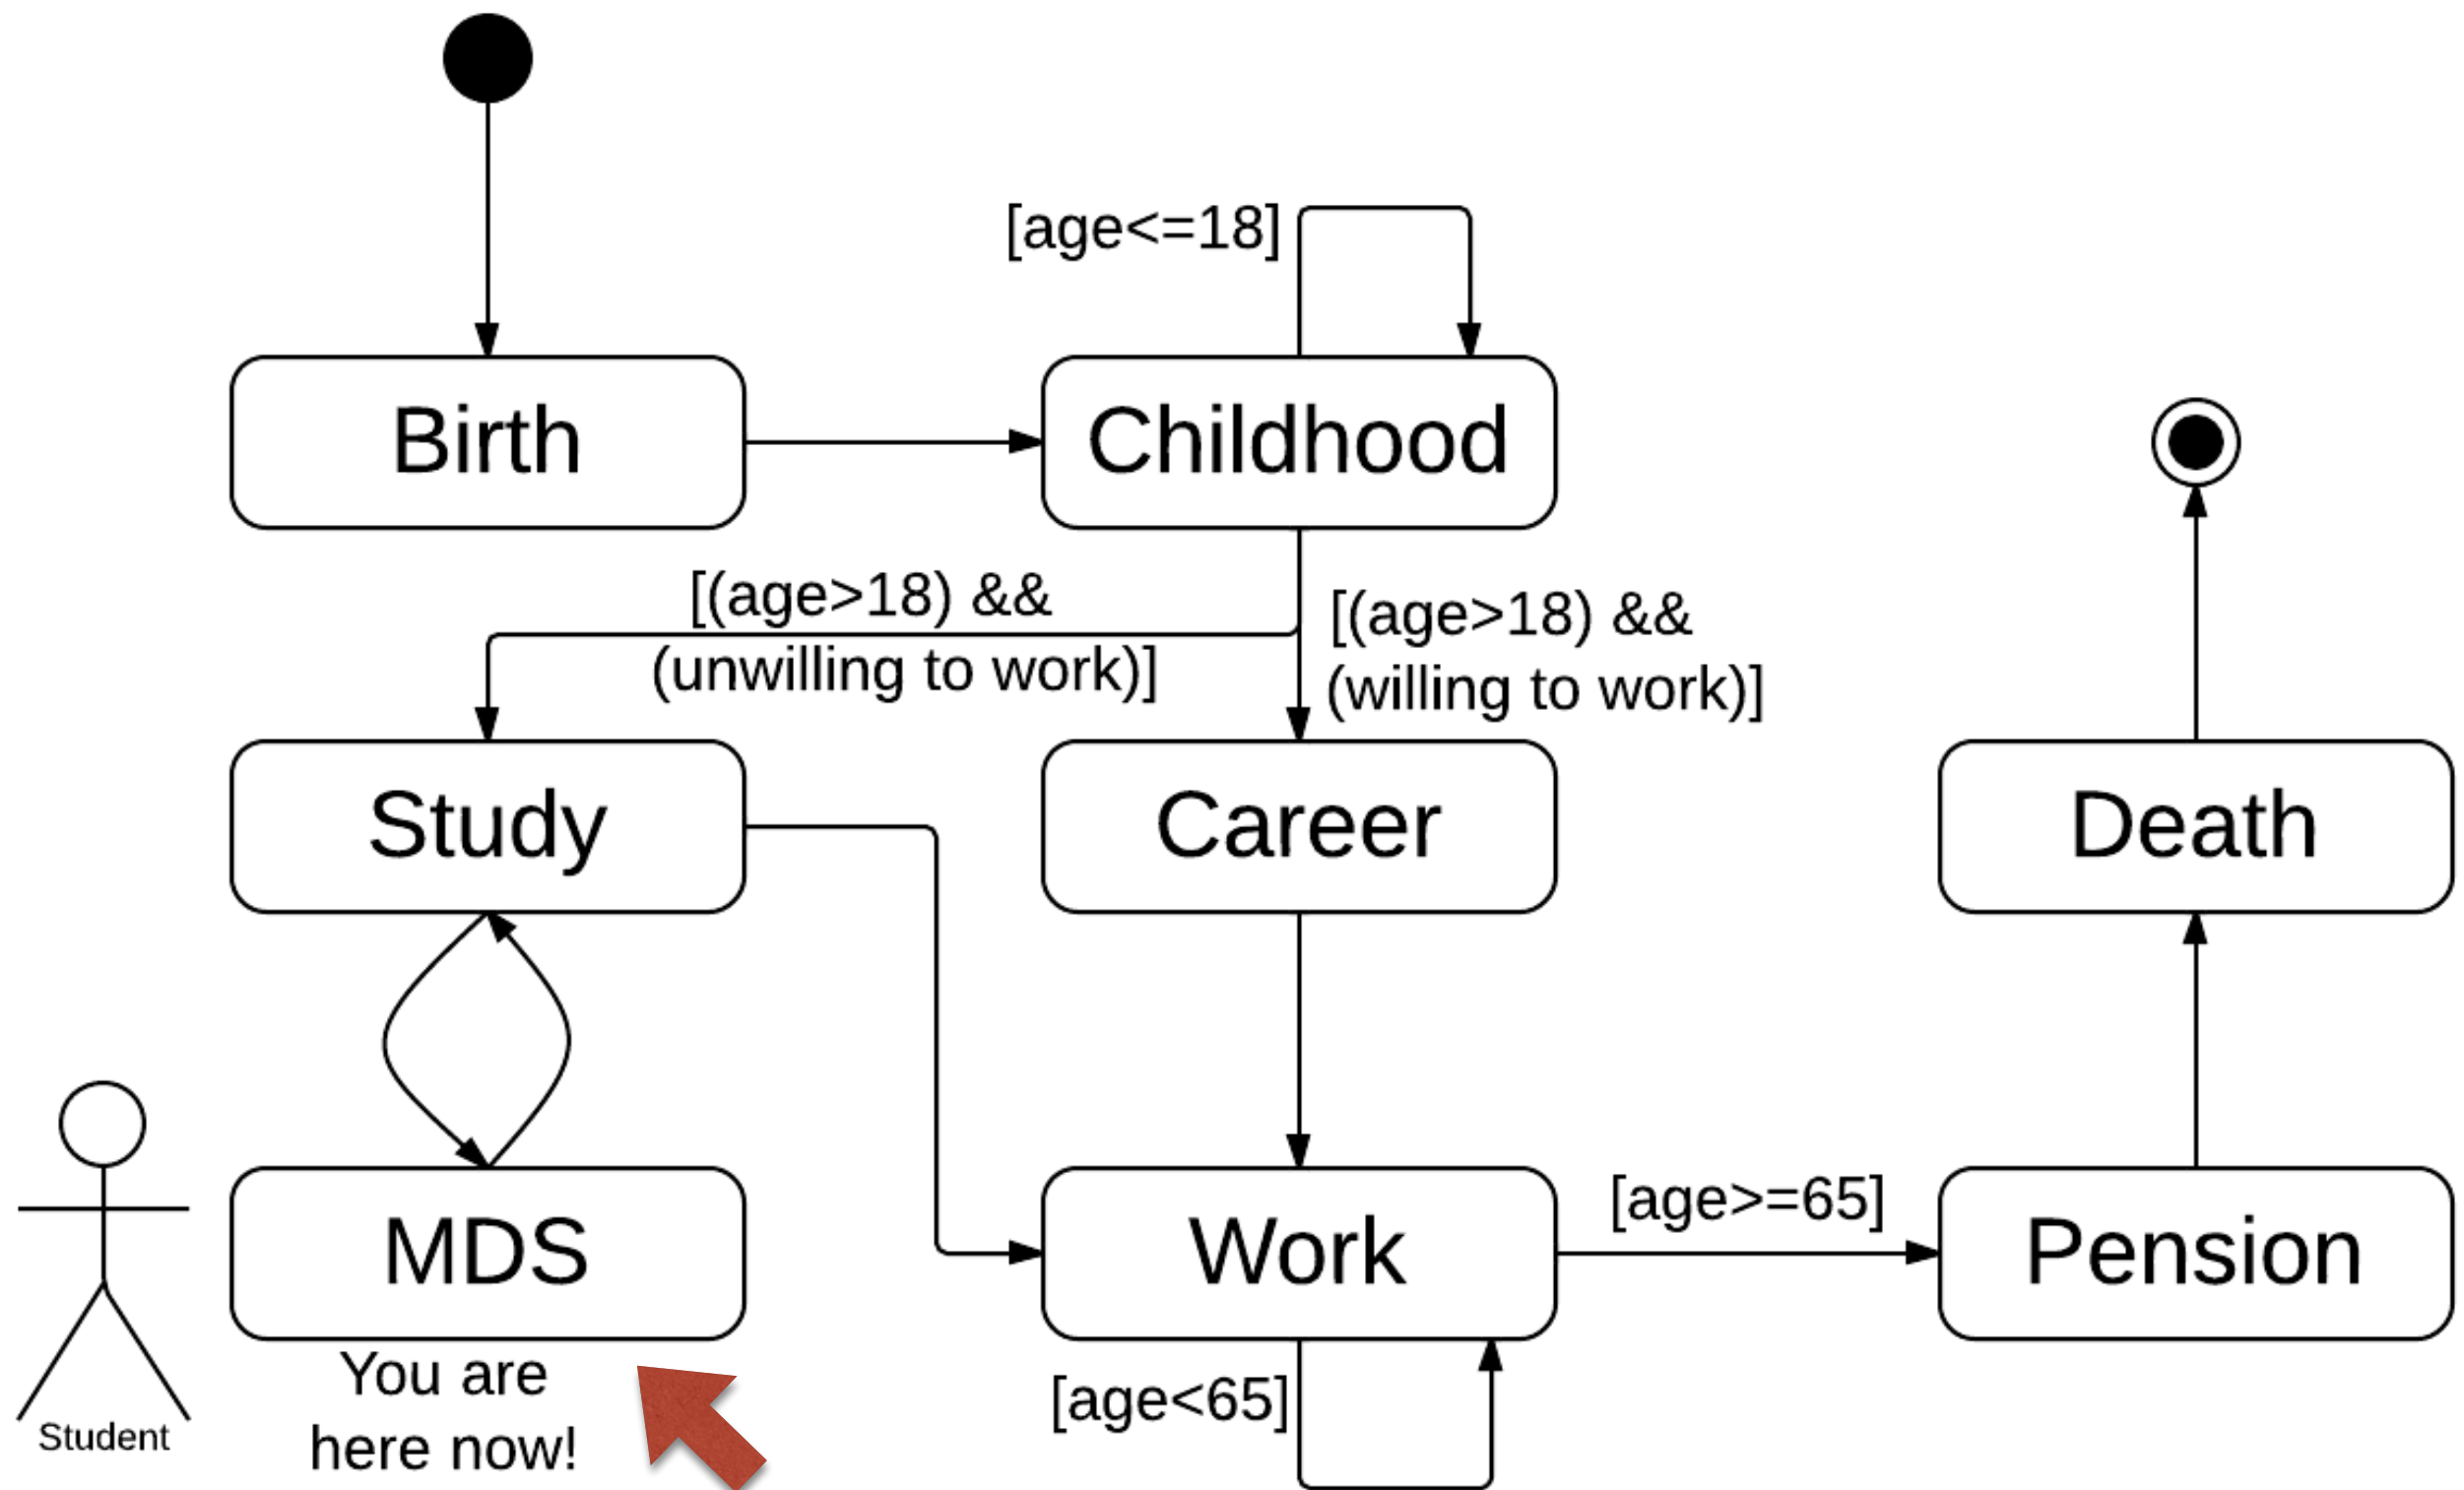 [age<=18]
Birth
Childhood
[(age>18) &&
(unwilling to work)]
[(age>18) &&
(willing to work)]
Study
Career
Death
MDS
Work
[age>=65]
Pension
You are
here now!
Student
[age<65]